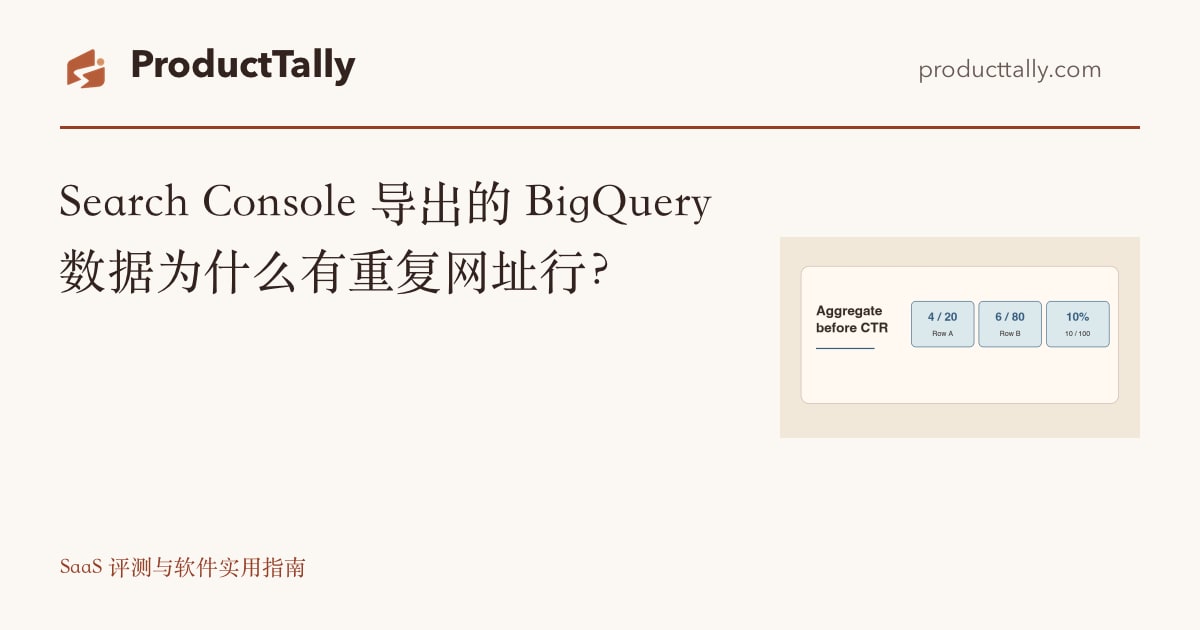 ProductTally
producttally.com
Search Console 导出的 BigQuery
数据为什么有重复网址行?
Aggregate
before CTR
4 / 20
Row A
6 / 80
Row B
10%
10 / 100
SaaS 评测与软件实用指南